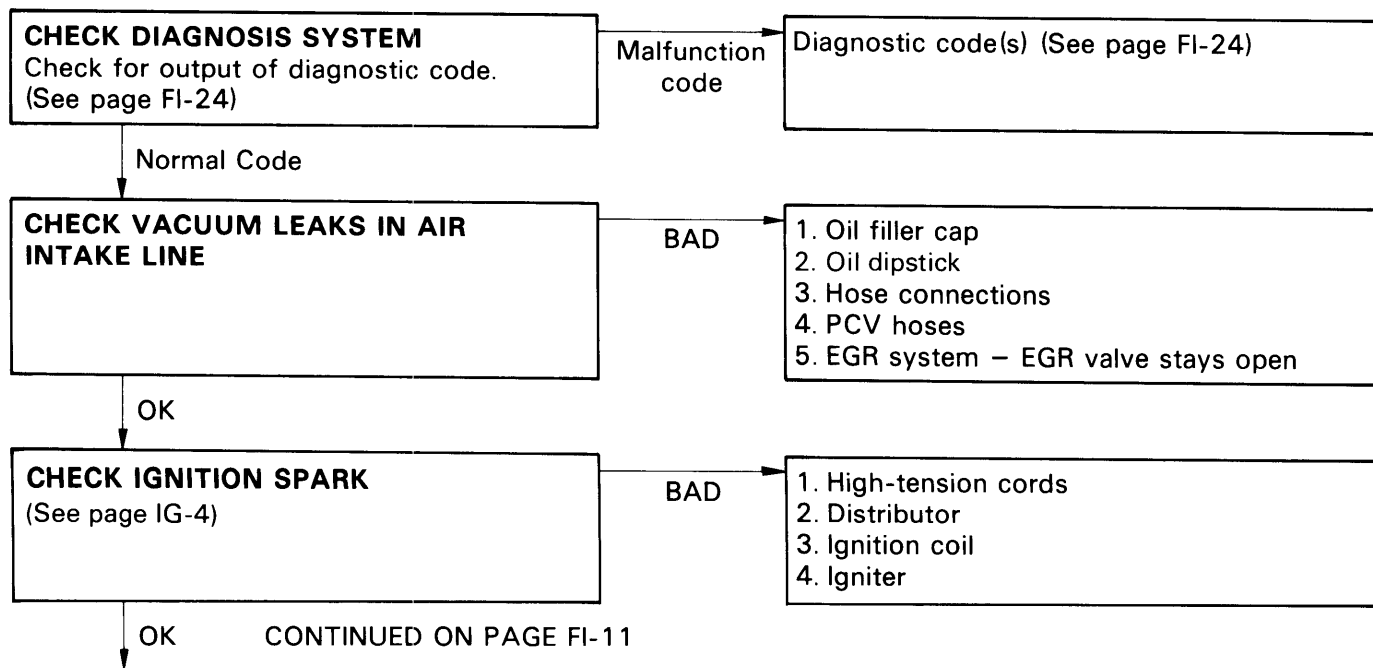 CHECK DIAGNOSIS SYSTEM
Check for output of diagnostic code.
(See page FI-24)
Malfunction
code
Diagnostic code(s) (See page FI-24)
Normal Code
CHECK VACUUM LEAKS IN AIR
INTAKE LINE
BAD
1. Oil filler cap
2. Oil dipstick
3. Hose connections
4. PCV hoses
5. EGR system – EGR valve stays open
OK
CHECK IGNITION SPARK
(See page IG-4)
BAD
1. High-tension cords
2. Distributor
3. Ignition coil
4. Igniter
OK CONTINUED ON PAGE FI-11